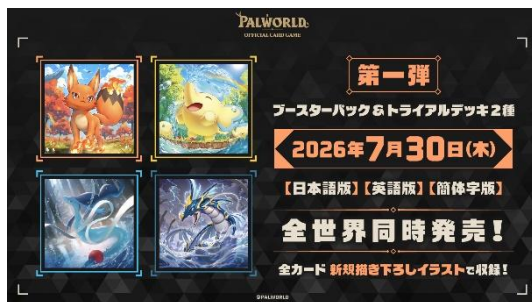 PALWORLD
OFFICIAL CARD GAME
第一弾
ブースターパック&トライアルデッキ2種
2026年7月30日(木)
【日本語版】【英語版】【簡体字版】
全世界同時発売!
全カード 新規描き下ろしイラストで収録!
©PALWORLD